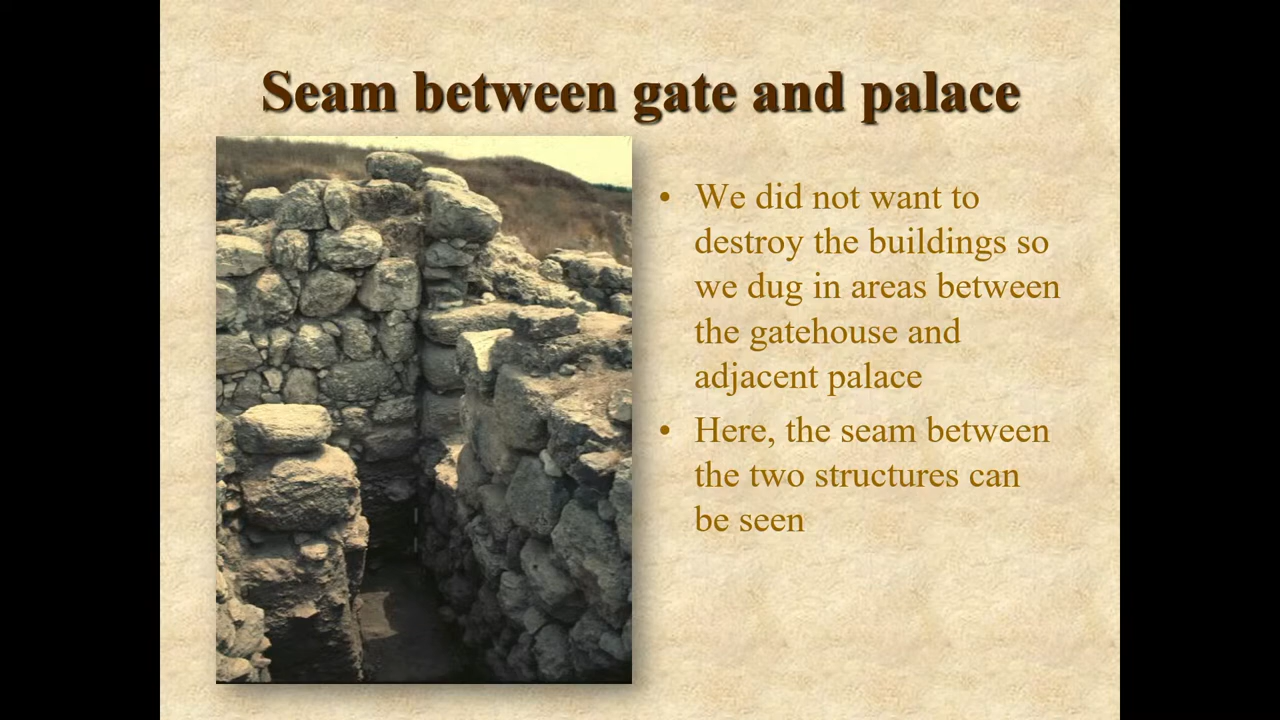 Seam between gate and palace
• We did not want to
destroy the buildings so
we dug in areas between
the gatehouse and
adjacent palace
• Here, the seam between
the two structures can
be seen